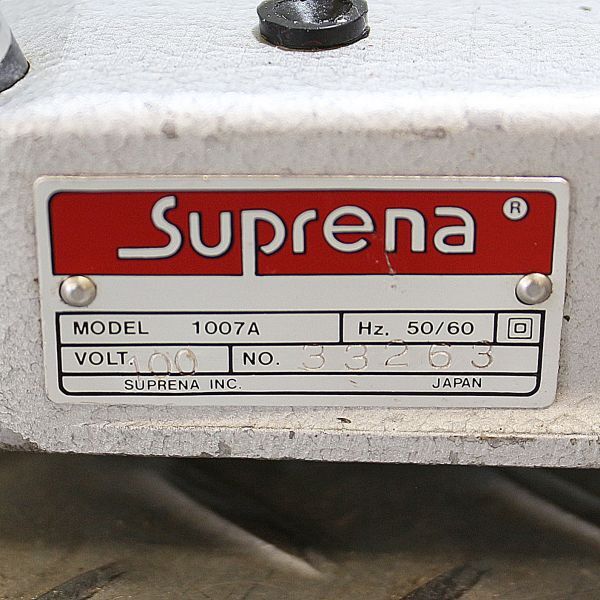 Suprena ®
MODEL 1007A Hz. 50/60
VOLT. 100 NO. 33263
SUPRENA INC. JAPAN